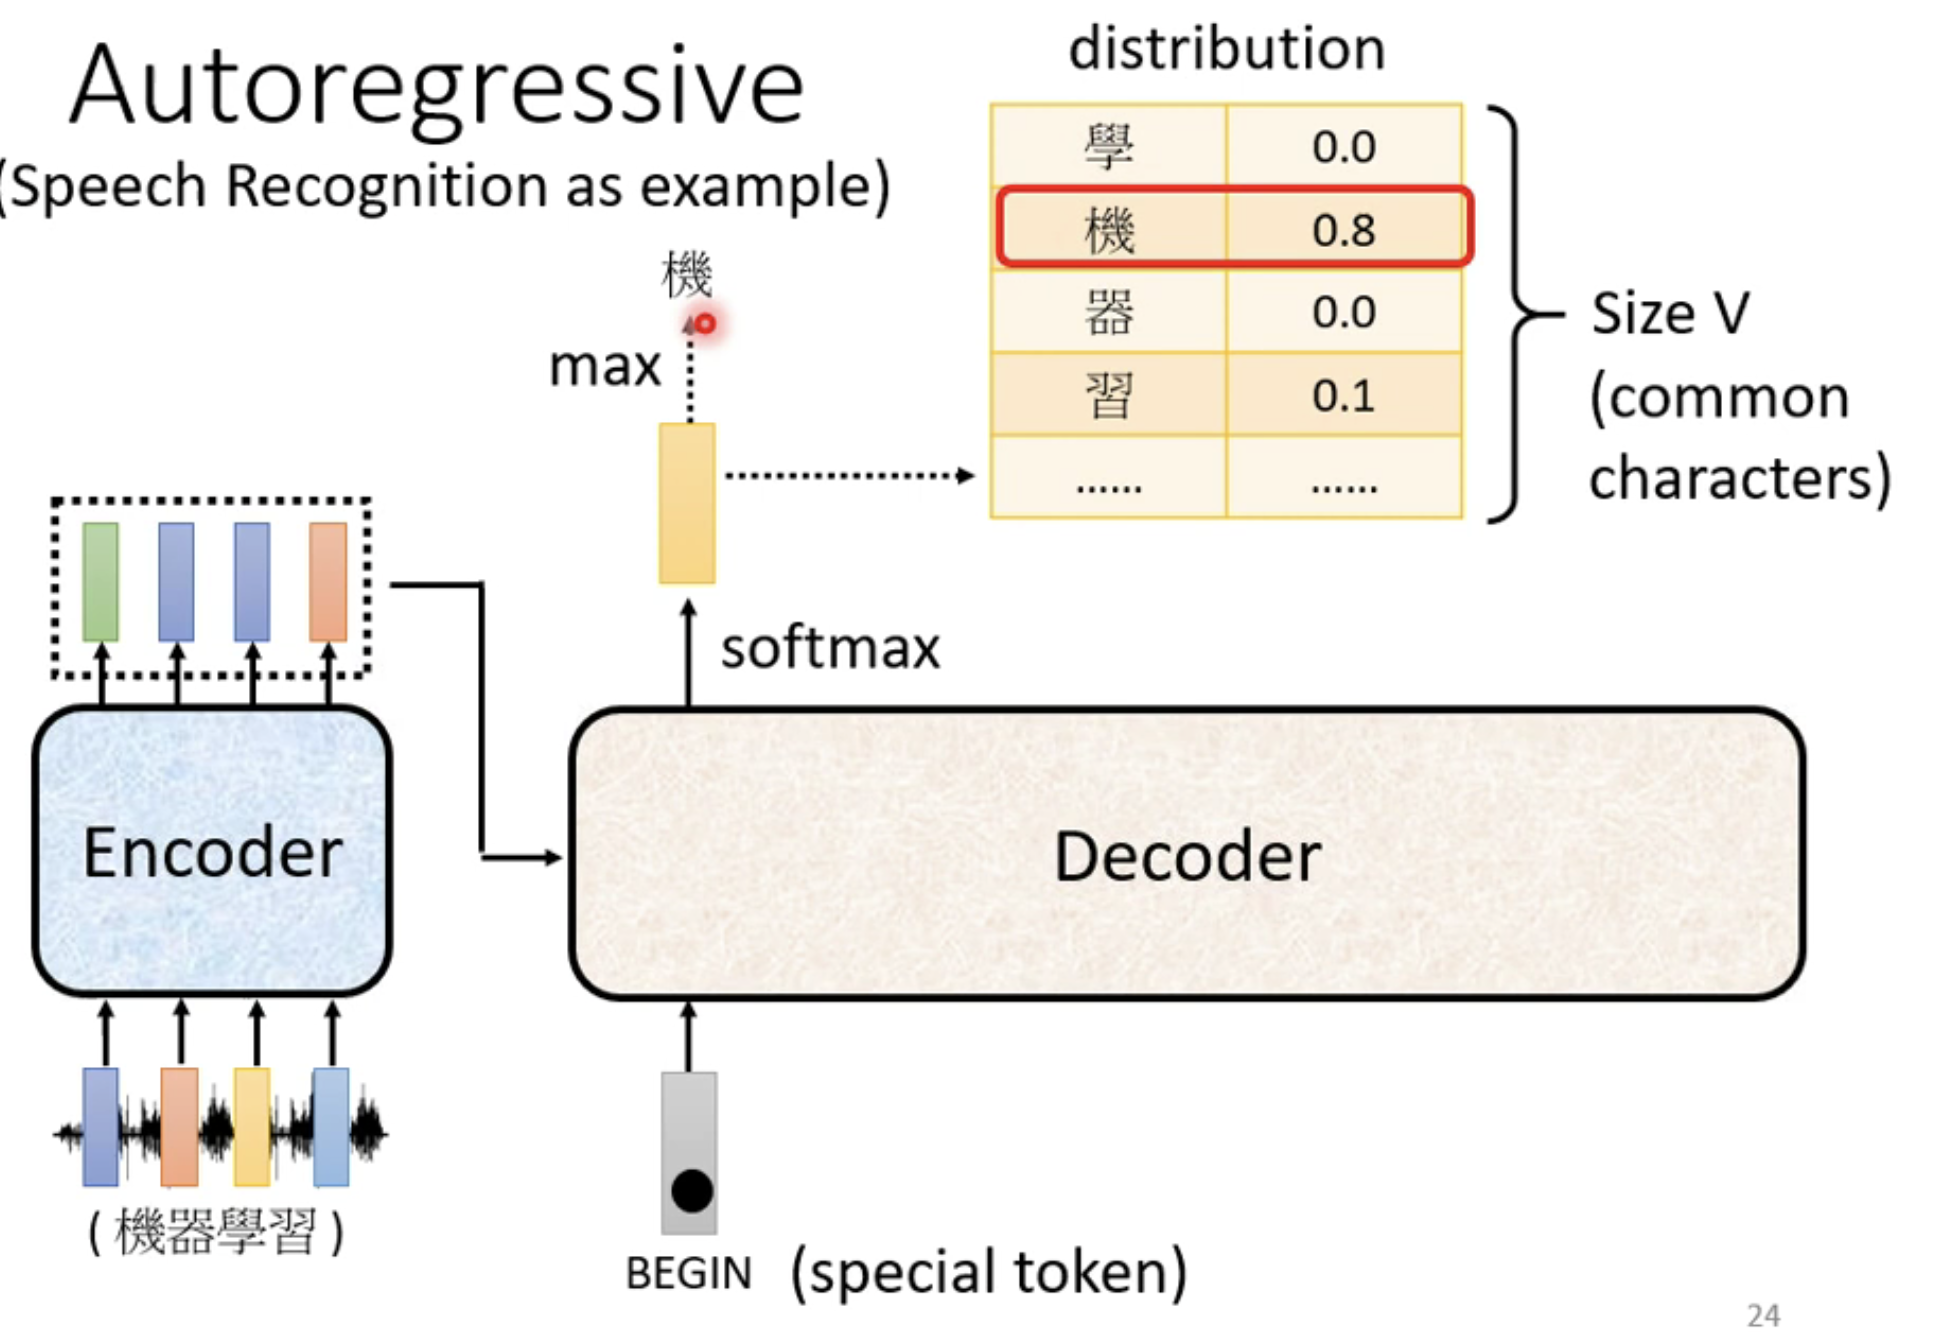 Autoregressive
(Speech Recognition as example)
distribution
學 0.0
機 0.8
器 0.0
習 0.1
...... ......
Size V
(common
characters)
機
max
softmax
Encoder
Decoder
(機器學習)
BEGIN (special token)
24